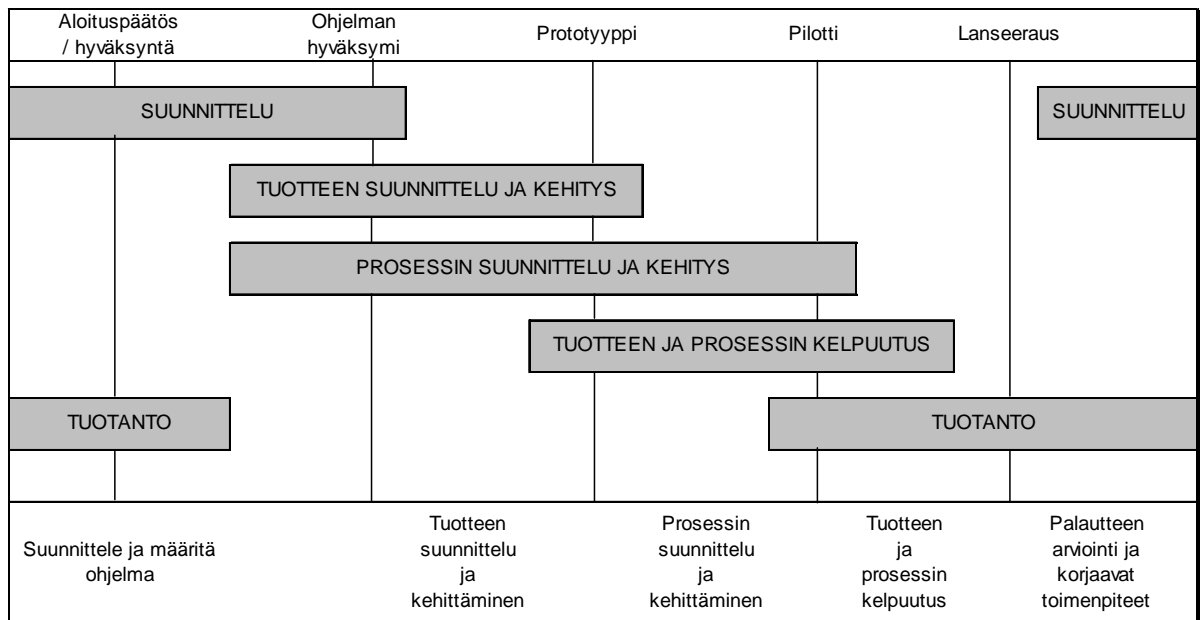 Aloituspäätös
/ hyväksyntä
Ohjelman
hyväksymi
Prototyyppi
Pilotti
Lanseeraus
SUUNNITTELU
SUUNNITTELU
TUOTTEEN SUUNNITTELU JA KEHITYS
PROSESSIN SUUNNITTELU JA KEHITYS
TUOTTEEN JA PROSESSIN KELPUUTUS
TUOTANTO
TUOTANTO
Suunnittele ja määritä
ohjelma
Tuotteen
suunnittelu
ja
kehittäminen
Prosessin
suunnittelu
ja
kehittäminen
Tuotteen
ja
prosessin
kelpuutus
Palautteen
arviointi ja
korjaavat
toimenpiteet